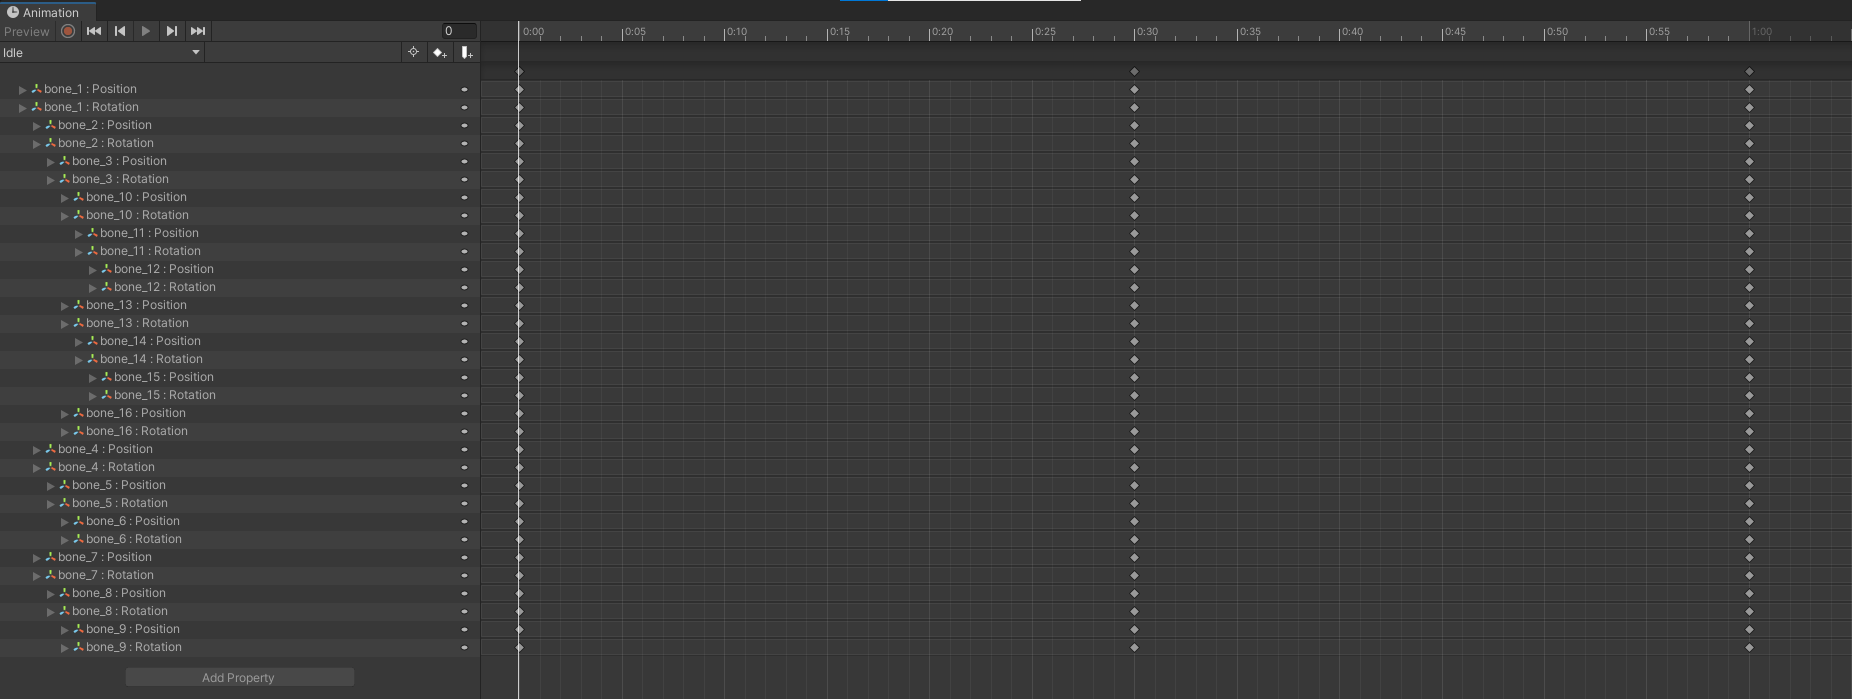 Animation
Preview 0 0:00 0:05 0:10 0:15 0:20 0:25 0:30 0:35 0:40 0:45 0:50 0:55 1:00
Idle
bone_1 : Position
bone_1 : Rotation
bone_2 : Position
bone_2 : Rotation
bone_3 : Position
bone_3 : Rotation
bone_10 : Position
bone_10 : Rotation
bone_11 : Position
bone_11 : Rotation
bone_12 : Position
bone_12 : Rotation
bone_13 : Position
bone_13 : Rotation
bone_14 : Position
bone_14 : Rotation
bone_15 : Position
bone_15 : Rotation
bone_16 : Position
bone_16 : Rotation
bone_4 : Position
bone_4 : Rotation
bone_5 : Position
bone_5 : Rotation
bone_6 : Position
bone_6 : Rotation
bone_7 : Position
bone_7 : Rotation
bone_8 : Position
bone_8 : Rotation
bone_9 : Position
bone_9 : Rotation
Add Property